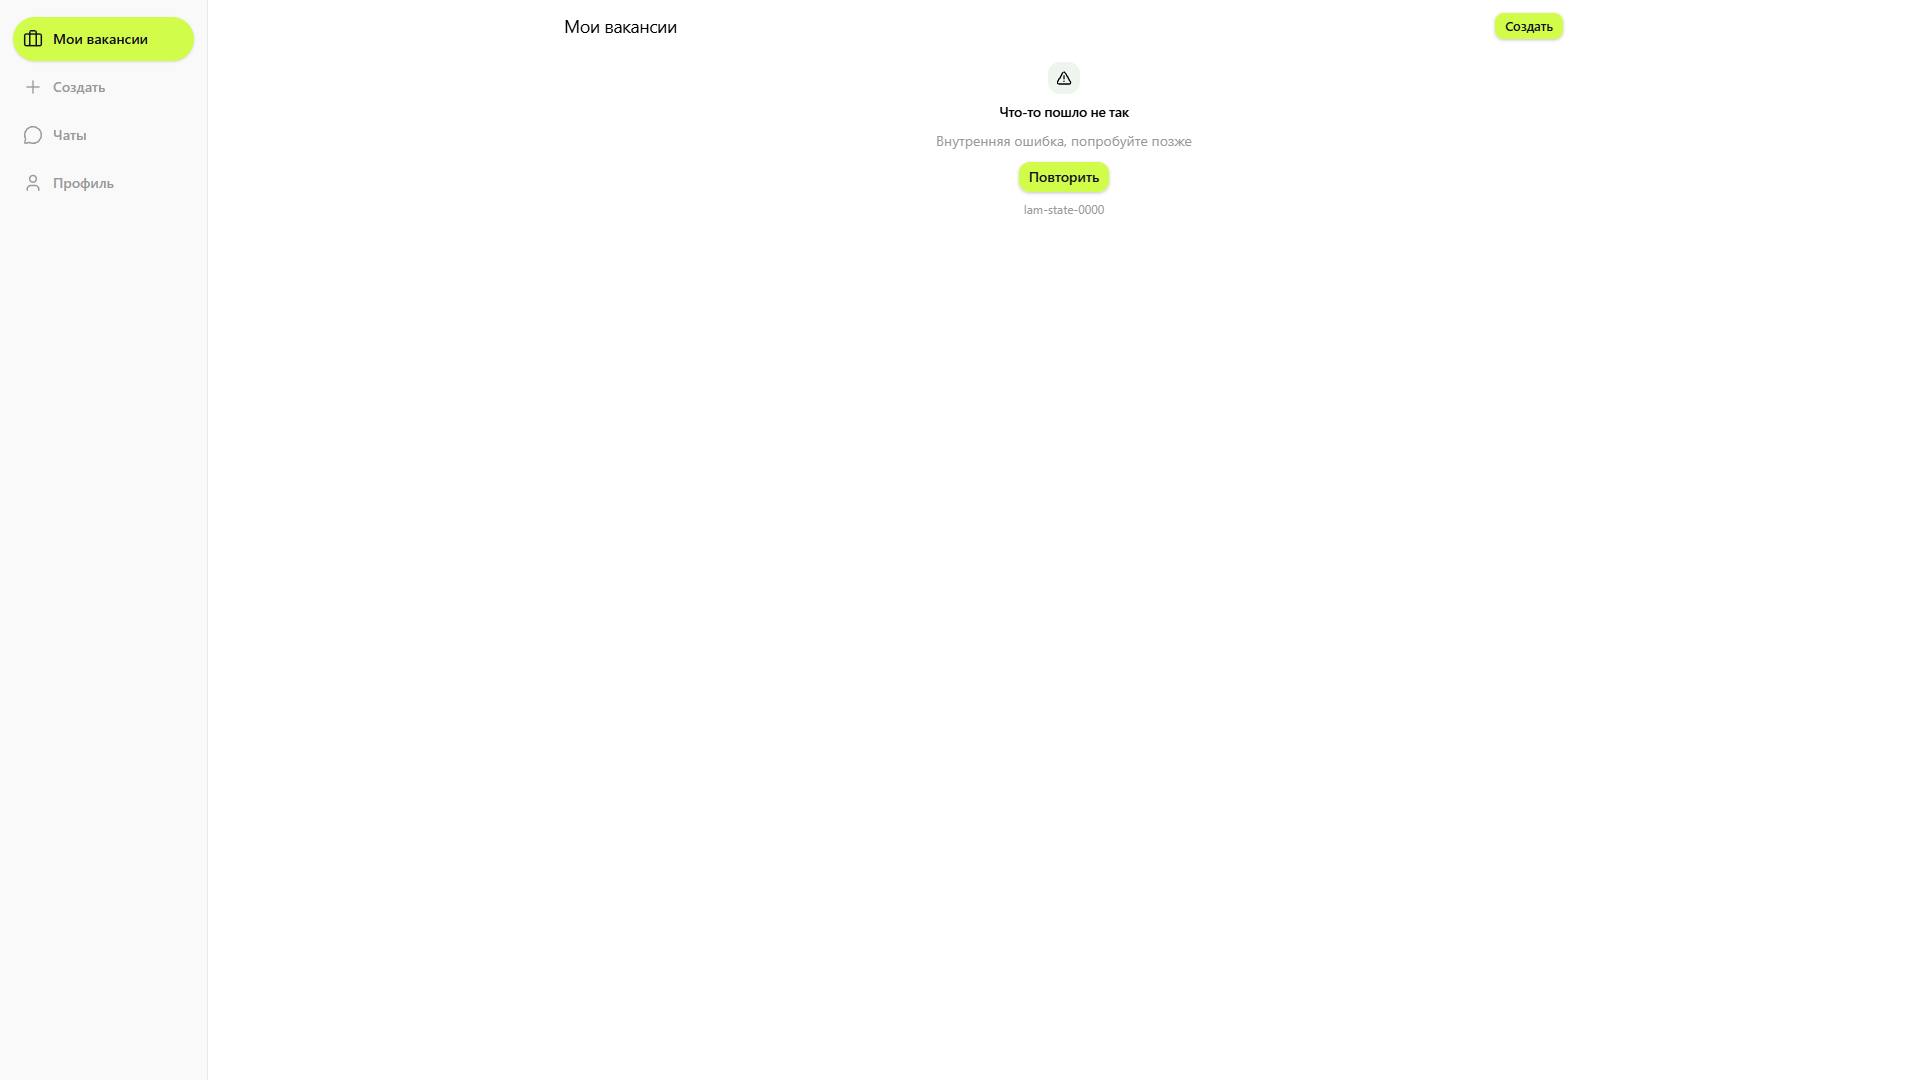 Мои вакансии
Создать
Чаты
Профиль
Мои вакансии
Создать
Что-то пошло не так
Внутренняя ошибка, попробуйте позже
Повторить
lam-state-0000